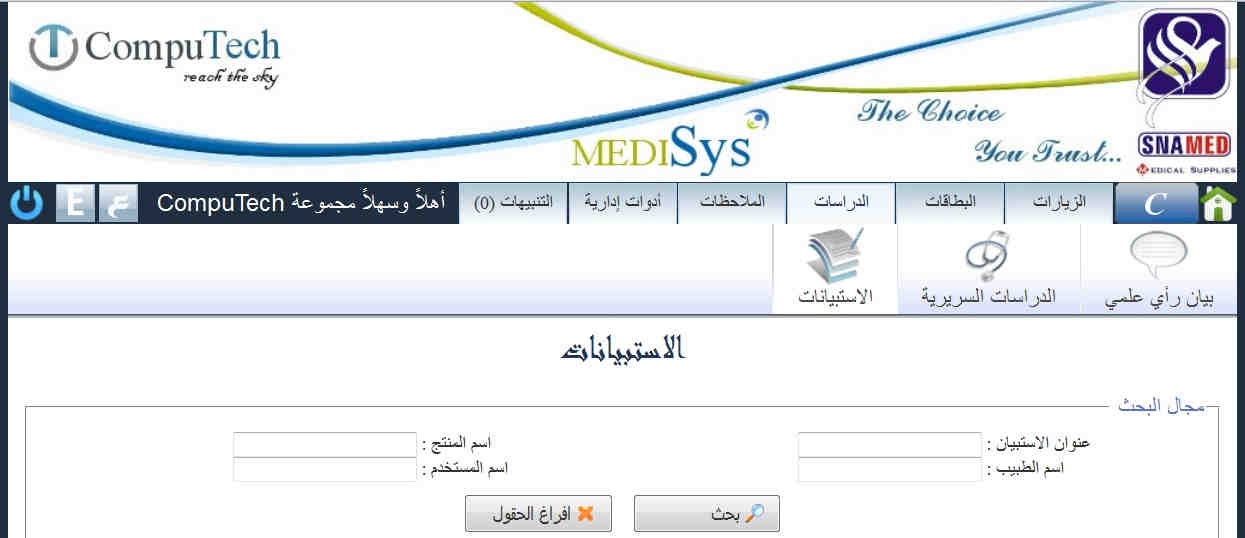 CompuTech
reach the sky
The Choice
You Trust...
MEDISys
SNAMED
MEDICAL SUPPLIES
C
الزيارات
البطاقات
الدراسات
الملاحظات
أدوات إدارية
التنبيهات (0)
أهلاً وسهلاً مجموعة CompuTech
ع
E
بيان رأي علمي
الدراسات السريرية
الاستبيانات
الاستبيانات
مجال البحث
عنوان الاستبيان :
اسم المنتج :
اسم الطبيب :
اسم المستخدم :
بحث
افراغ الحقول